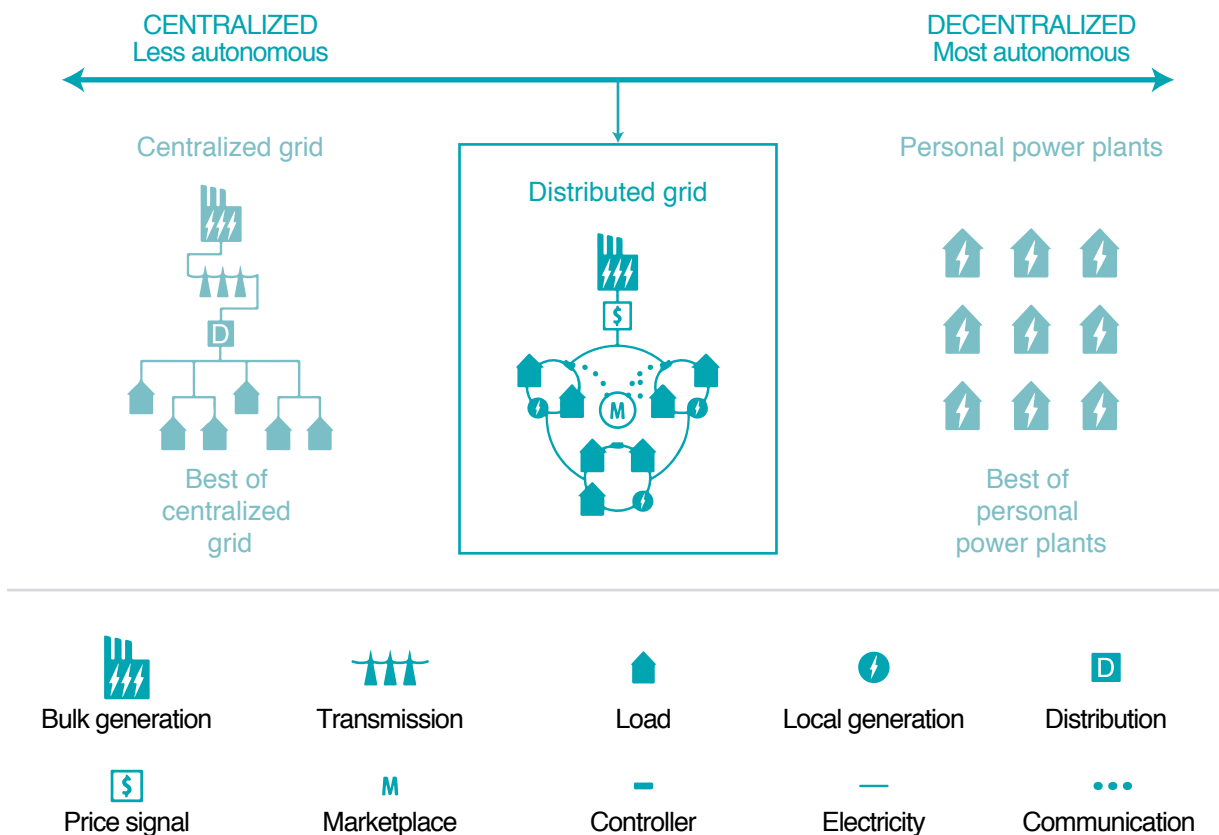 CENTRALIZED
Less autonomous
DECENTRALIZED
Most autonomous
Centralized grid
D
Best of
centralized
grid
Distributed grid
$
M
Personal power plants
Best of
personal
power plants
Bulk generation
Transmission
Load
Local generation
D
Distribution
$
Price signal
M
Marketplace
Controller
Electricity
Communication